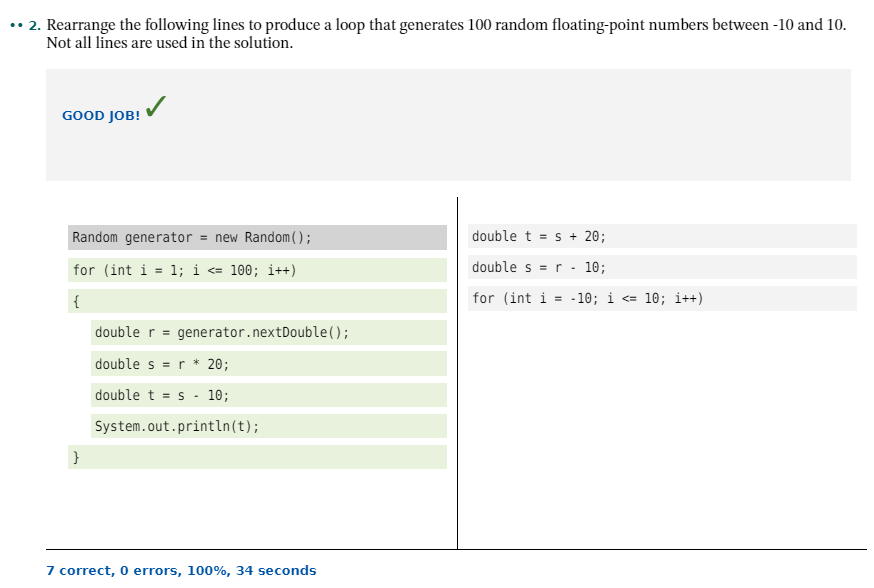 •• 2. Rearrange the following lines to produce a loop that generates 100 random floating-point numbers between -10 and 10.
Not all lines are used in the solution.
GOOD JOB! ✓
Random generator = new Random();
for (int i = 1; i <= 100; i++)
{
double r = generator.nextDouble();
double s = r * 20;
double t = s - 10;
System.out.println(t);
}
double t = s + 20;
double s = r - 10;
for (int i = -10; i <= 10; i++)
7 correct, 0 errors, 100%, 34 seconds